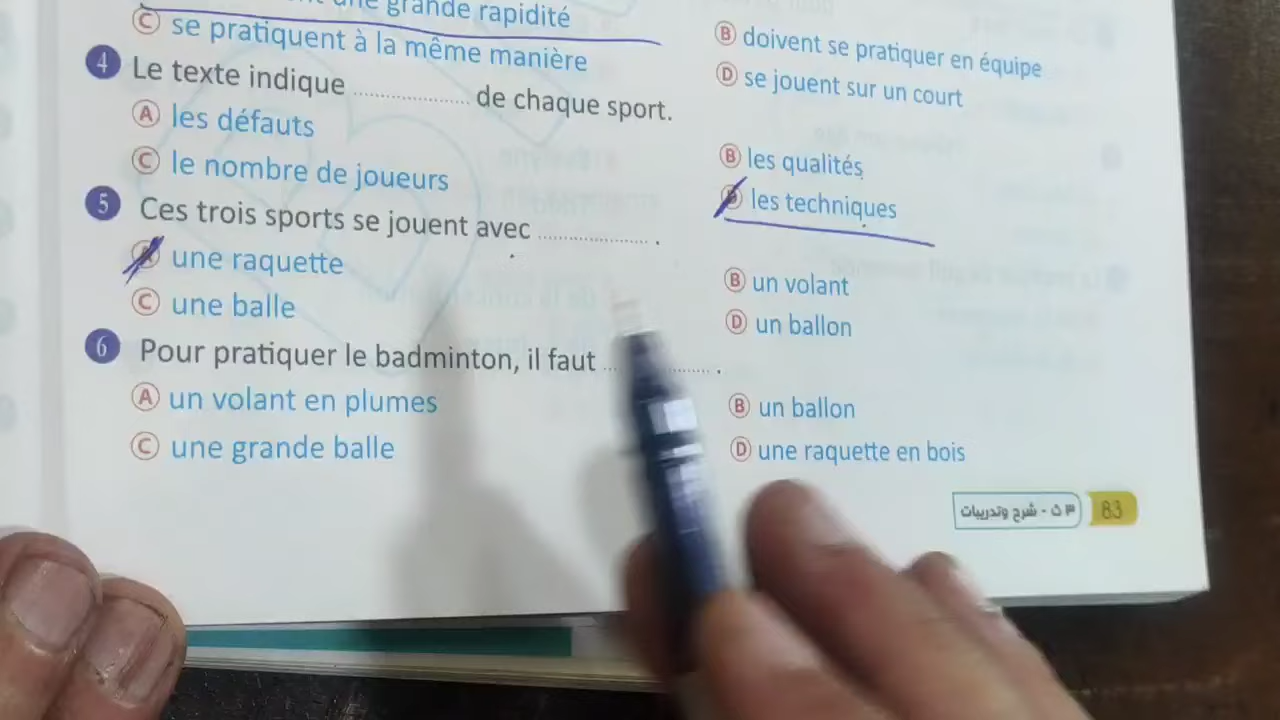 une grande rapidité
C se pratiquent à la même manière
B doivent se pratiquer en équipe
D se jouent sur un court
4 Le texte indique .................... de chaque sport.
A les défauts
B les qualités
C le nombre de joueurs
les techniques
5 Ces trois sports se jouent avec .................... .
une raquette
B un volant
C une balle
D un ballon
6 Pour pratiquer le badminton, il faut .................... .
A un volant en plumes
B un ballon
C une grande balle
D une raquette en bois
شرح وتدريبات - ٣ ث 83